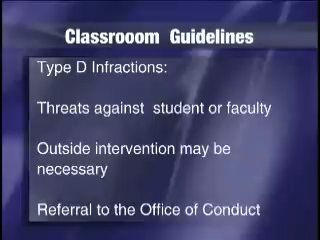 Classrooom Guidelines
Type D Infractions:
Threats against student or faculty
Outside intervention may be
necessary
Referral to the Office of Conduct